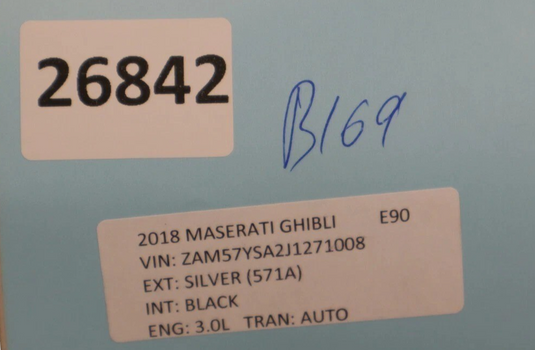 26842
B169
2018 MASERATI GHIBLI E90
VIN: ZAM57YSA2J1271008
EXT: SILVER (571A)
INT: BLACK
ENG: 3.0L TRAN: AUTO